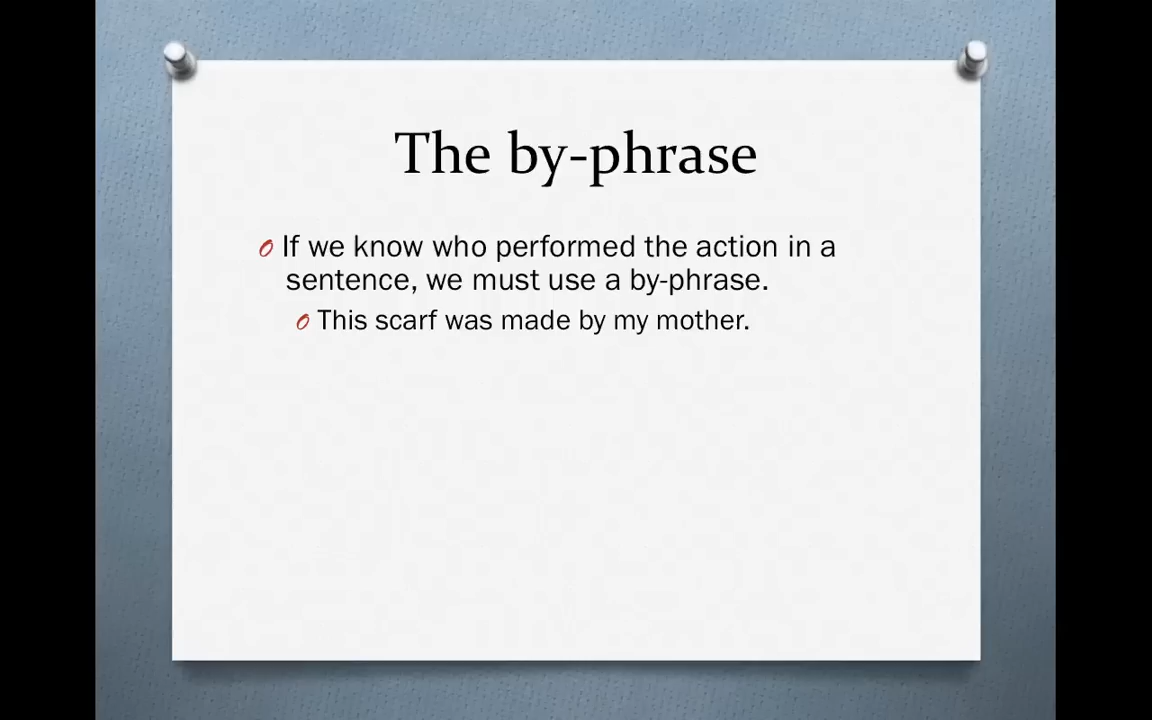 The by-phrase
If we know who performed the action in a
sentence, we must use a by-phrase.
This scarf was made by my mother.